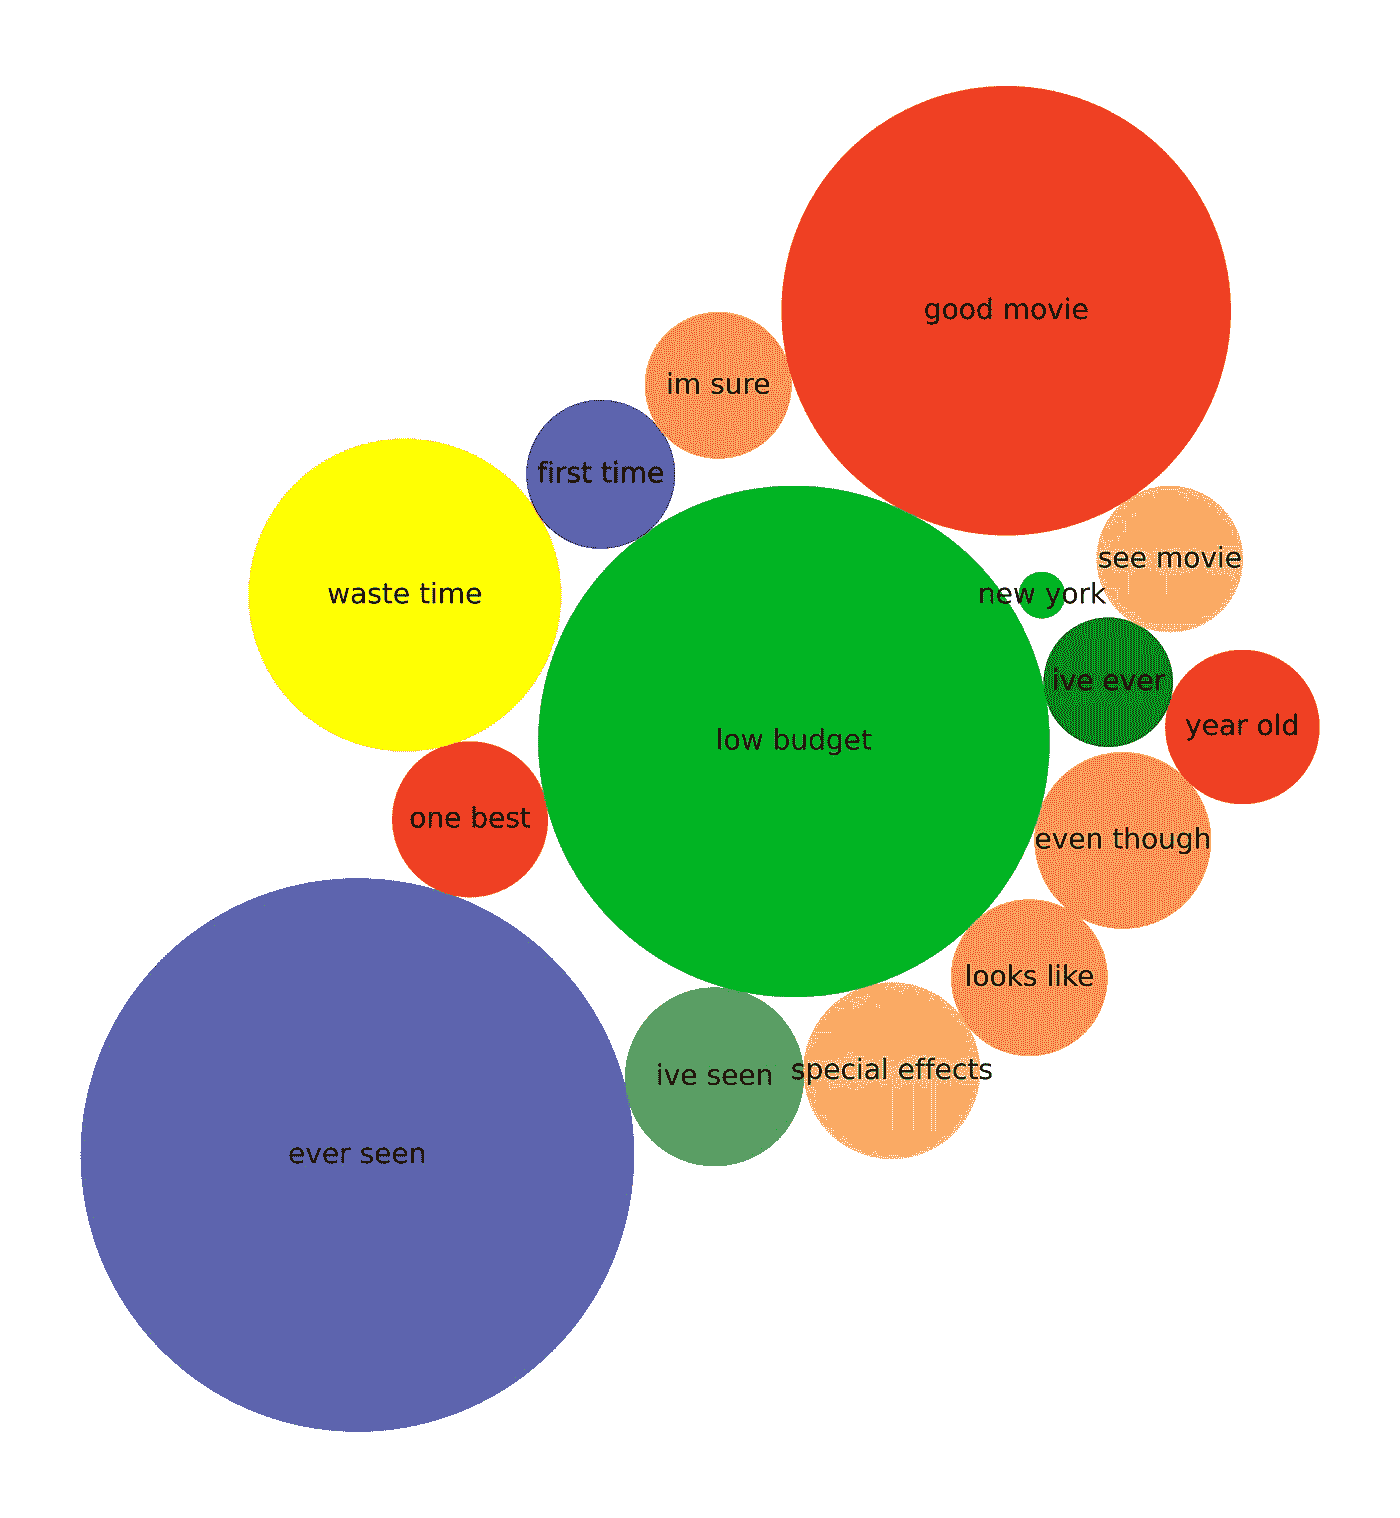 good movie
im sure
first time
see movie
waste time
new york
ive ever
year old
low budget
one best
even though
looks like
ive seen
special effects
ever seen